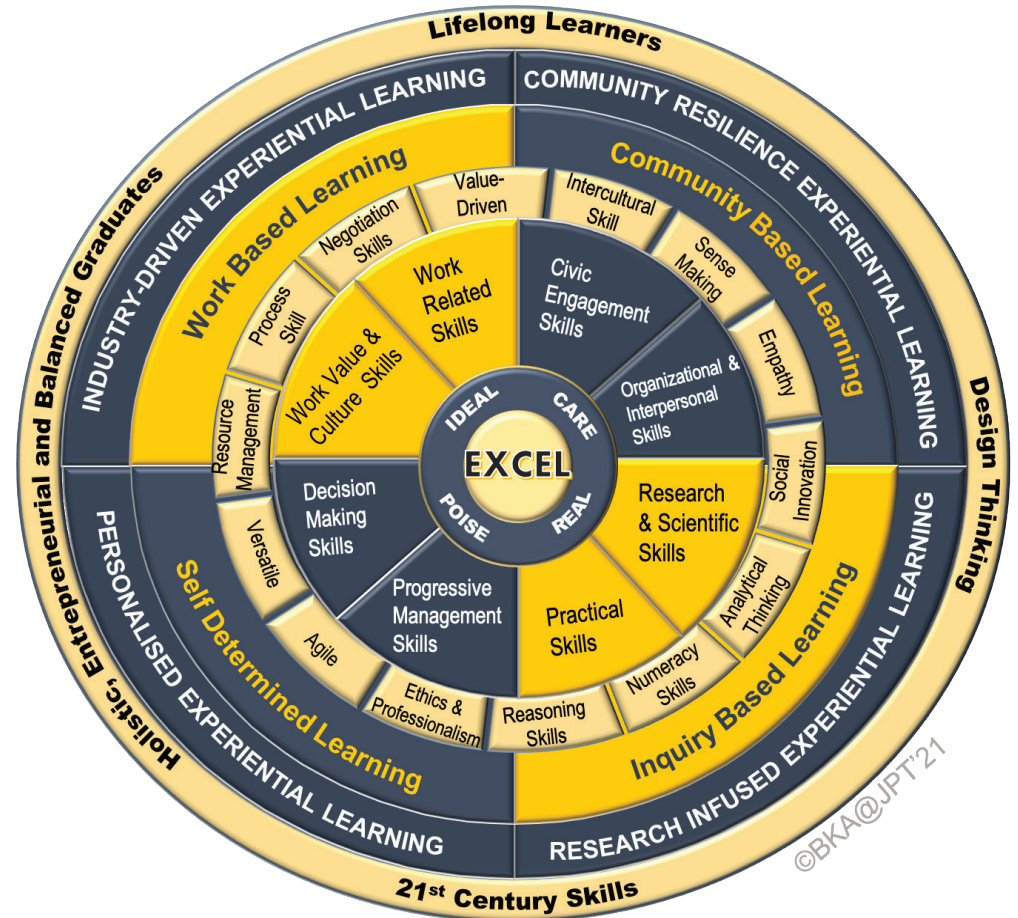 Lifelong Learners
Design Thinking
21st Century Skills
Holistic, Entrepreneurial and Balanced Graduates
INDUSTRY-DRIVEN EXPERIENTIAL LEARNING
COMMUNITY RESILIENCE EXPERIENTIAL LEARNING
RESEARCH INFUSED EXPERIENTIAL LEARNING
PERSONALISED EXPERIENTIAL LEARNING
Work Based Learning
Community Based Learning
Inquiry Based Learning
Self Determined Learning
Value-
Driven
Intercultural
Skill
Sense
Making
Empathy
Social
Innovation
Analytical
Thinking
Numeracy
Skills
Reasoning
Skills
Ethics &
Professionalism
Agile
Versatile
Resource
Management
Process
Skill
Negotiation
Skills
Work
Related
Skills
Civic
Engagement
Skills
Organizational &
Interpersonal
Skills
Research
& Scientific
Skills
Practical
Skills
Progressive
Management
Skills
Decision
Making
Skills
Work Value &
Culture Skills
IDEAL
CARE
REAL
POISE
EXCEL
©BKA@JPT'21